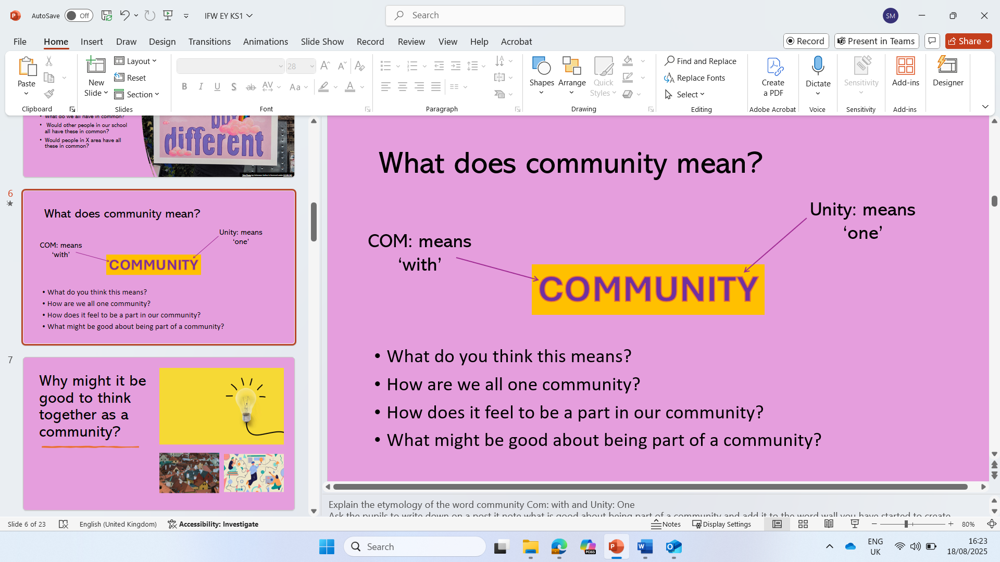 AutoSave
Off
IFW EY KS1
Search
SM
File
Home
Insert
Draw
Design
Transitions
Animations
Slide Show
Record
Review
View
Help
Acrobat
Record
Present in Teams
Share
Paste
New Slide
Layout
Reset
Section
28
B I U S ab AV Aa A
Shapes
Arrange
Quick Styles
Find and Replace
Replace Fonts
Select
Create a PDF
Dictate
Sensitivity
Add-ins
Designer
Clipboard
Slides
Font
Paragraph
Drawing
Editing
Adobe Acrobat
Voice
Sensitivity
Add-ins
• What do we all have in common?
• Would other people in our school
all have these in common?
• Would people in X area have all
these in common?
but
different
6
What does community mean?
COM: means
‘with’
Unity: means
‘one’
COMMUNITY
• What do you think this means?
• How are we all one community?
• How does it feel to be a part in our community?
• What might be good about being part of a community?
7
Why might it be
good to think
together as a
community?
What does community mean?
Unity: means
‘one’
COM: means
‘with’
COMMUNITY
• What do you think this means?
• How are we all one community?
• How does it feel to be a part in our community?
• What might be good about being part of a community?
Explain the etymology of the word community Com: with and Unity: One
Ask the pupils to write down on a post it note what is good about being part of a community and add it to the word wall you have started to create
Slide 6 of 23
English (United Kingdom)
Accessibility: Investigate
Notes
Display Settings
80%
Search
M365
ENG
UK
16:23
18/08/2025